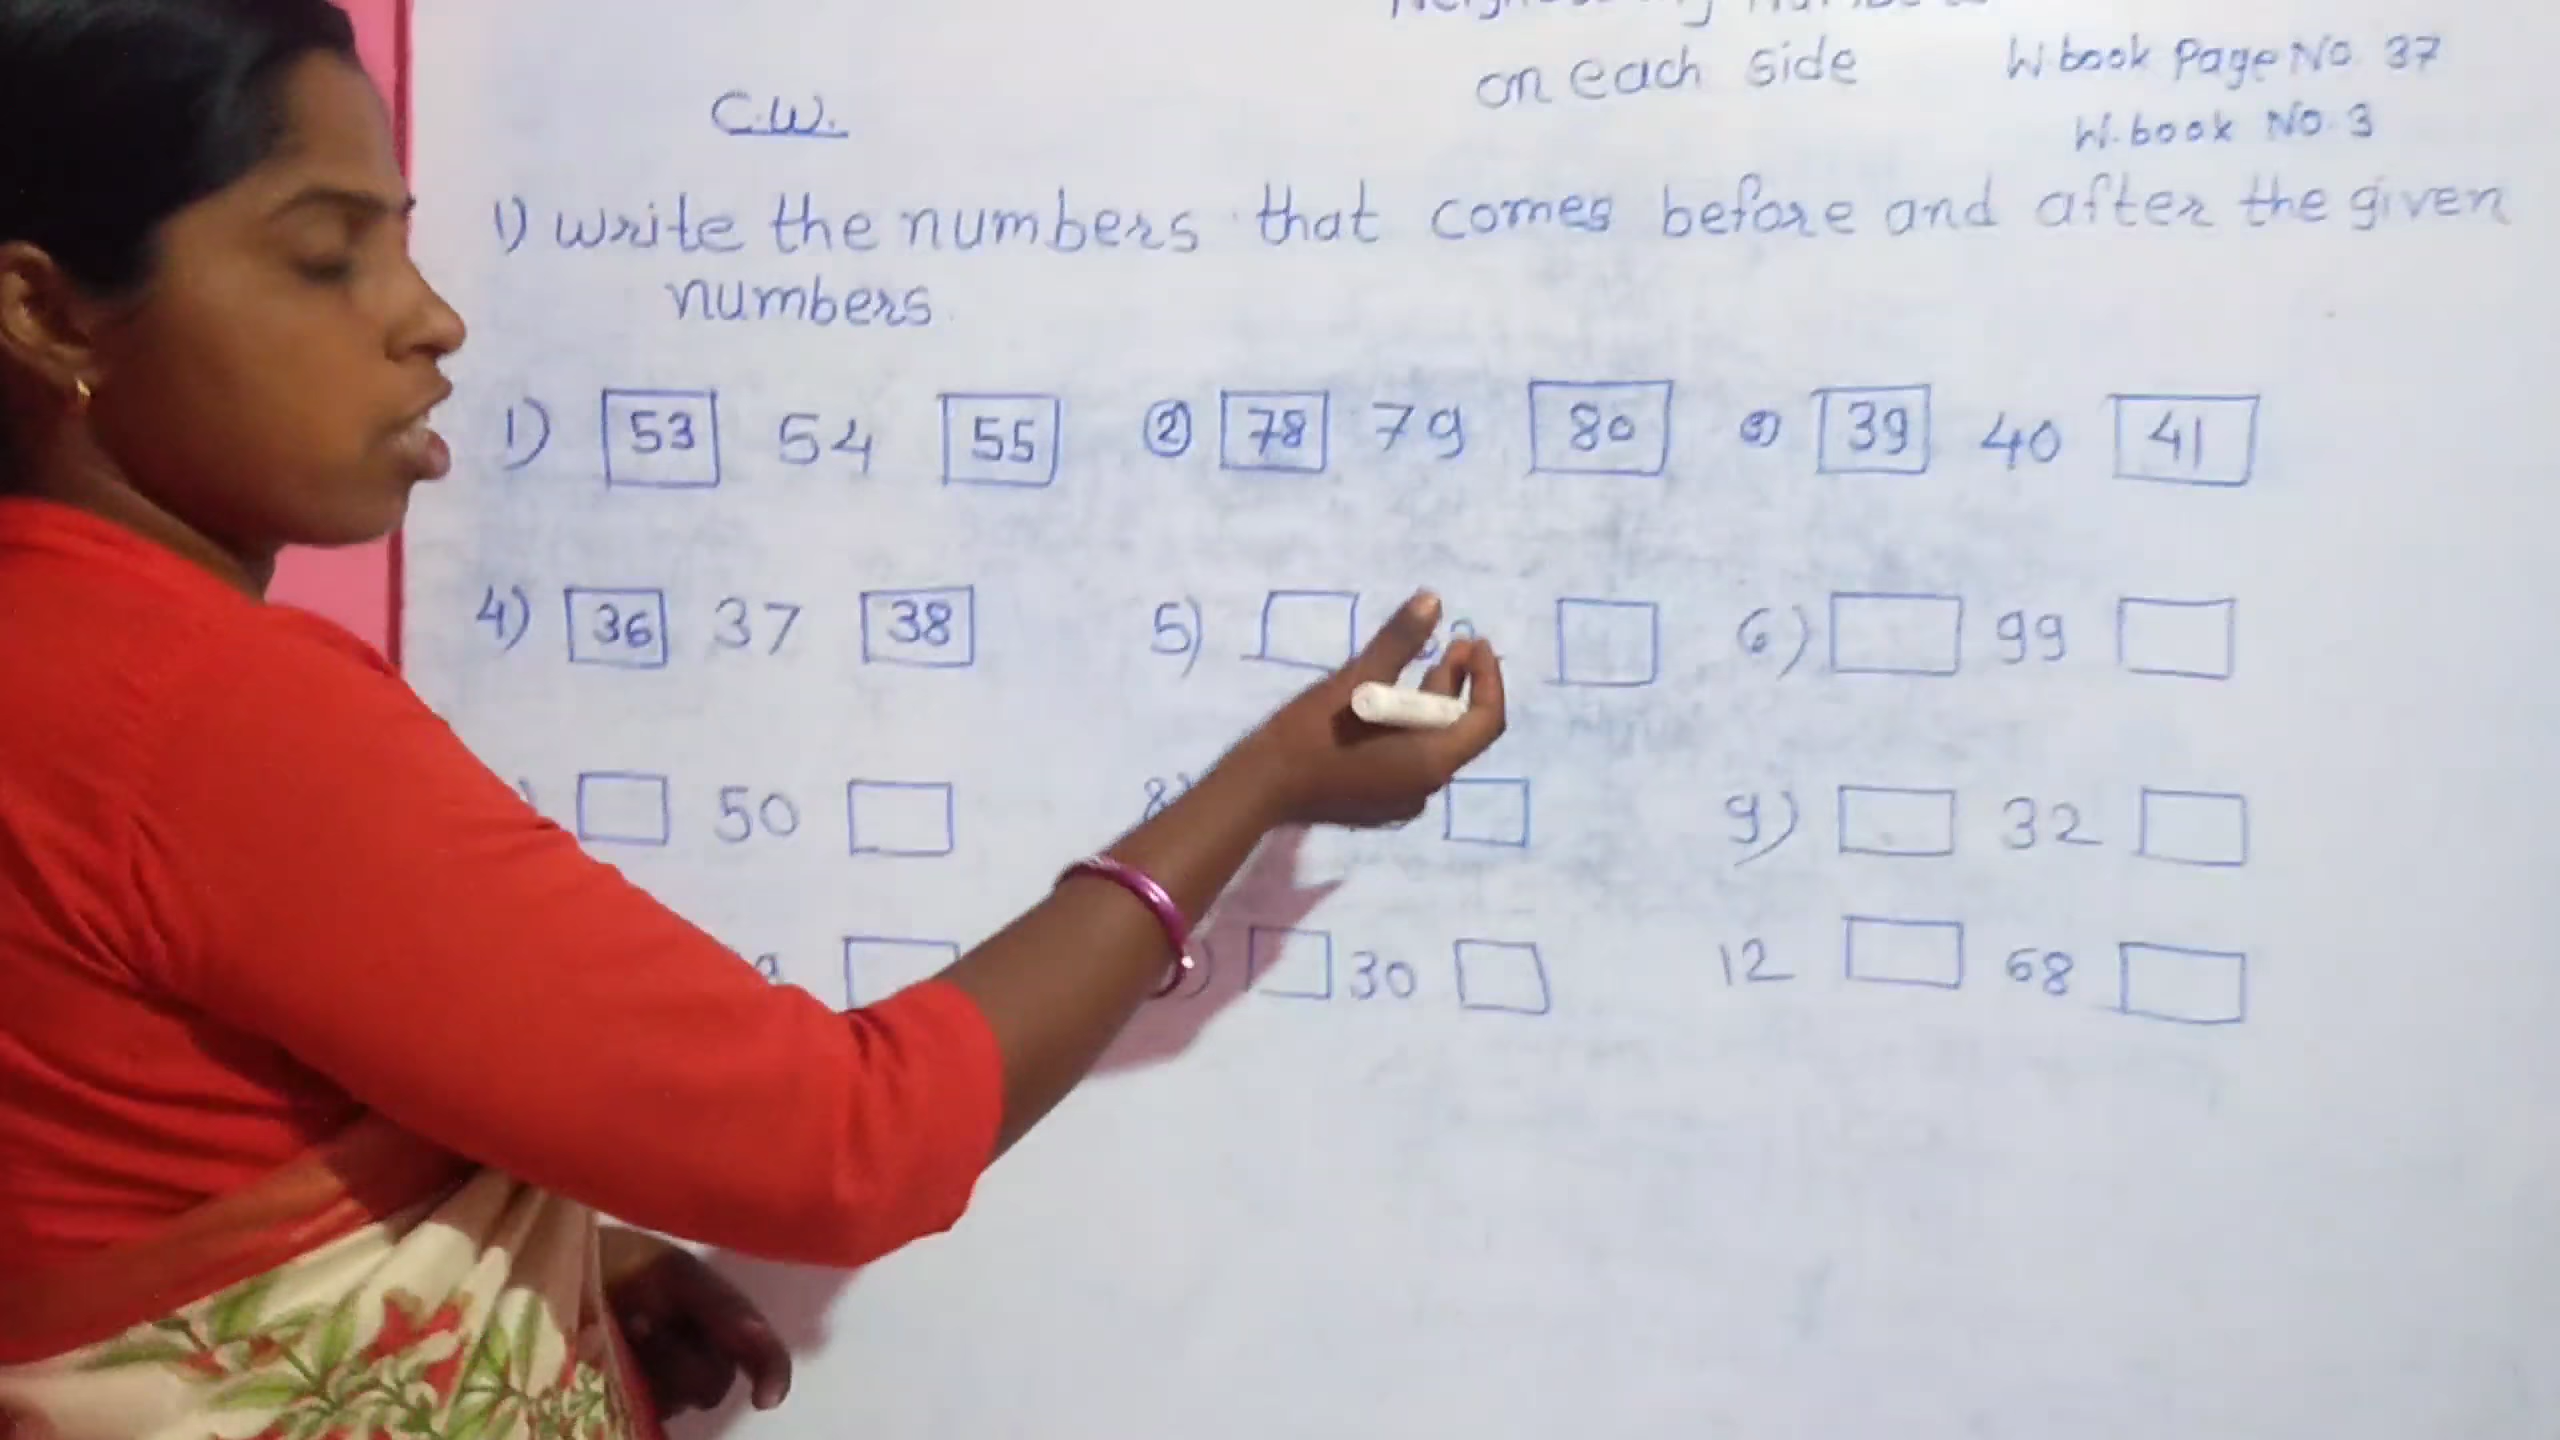 on each side W.book Page No. 37
C.W. W.book No. 3
1) write the numbers that comes before and after the given
numbers.
1) 53 54 55 2 78 79 80 39 40 41
4) 36 37 38 5) 6) 99
50 8) 9) 32
30 12 68